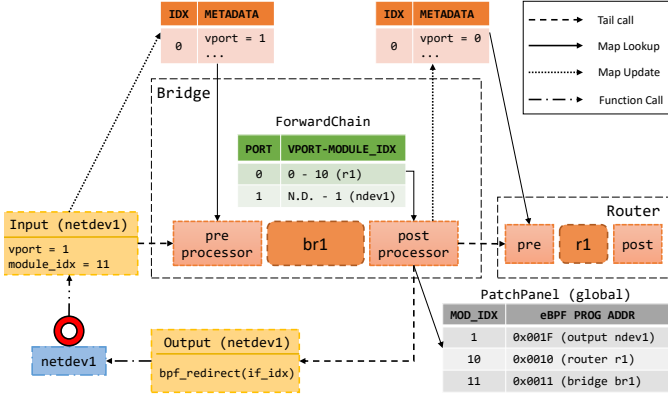 IDX METADATA
0 vport = 1
...
IDX METADATA
0 vport = 0
...
Tail call
Map Lookup
Map Update
Function Call
Bridge
ForwardChain
PORT VPORT-MODULE_IDX
0 0 - 10 (r1)
1 N.D. - 1 (ndev1)
Input (netdev1)
vport = 1
module_idx = 11
pre
processor
br1
post
processor
Router
pre
r1
post
PatchPanel (global)
MOD_IDX eBPF PROG ADDR
1 0x001F (output ndev1)
10 0x0010 (router r1)
11 0x0011 (bridge br1)
netdev1
Output (netdev1)
bpf_redirect(if_idx)